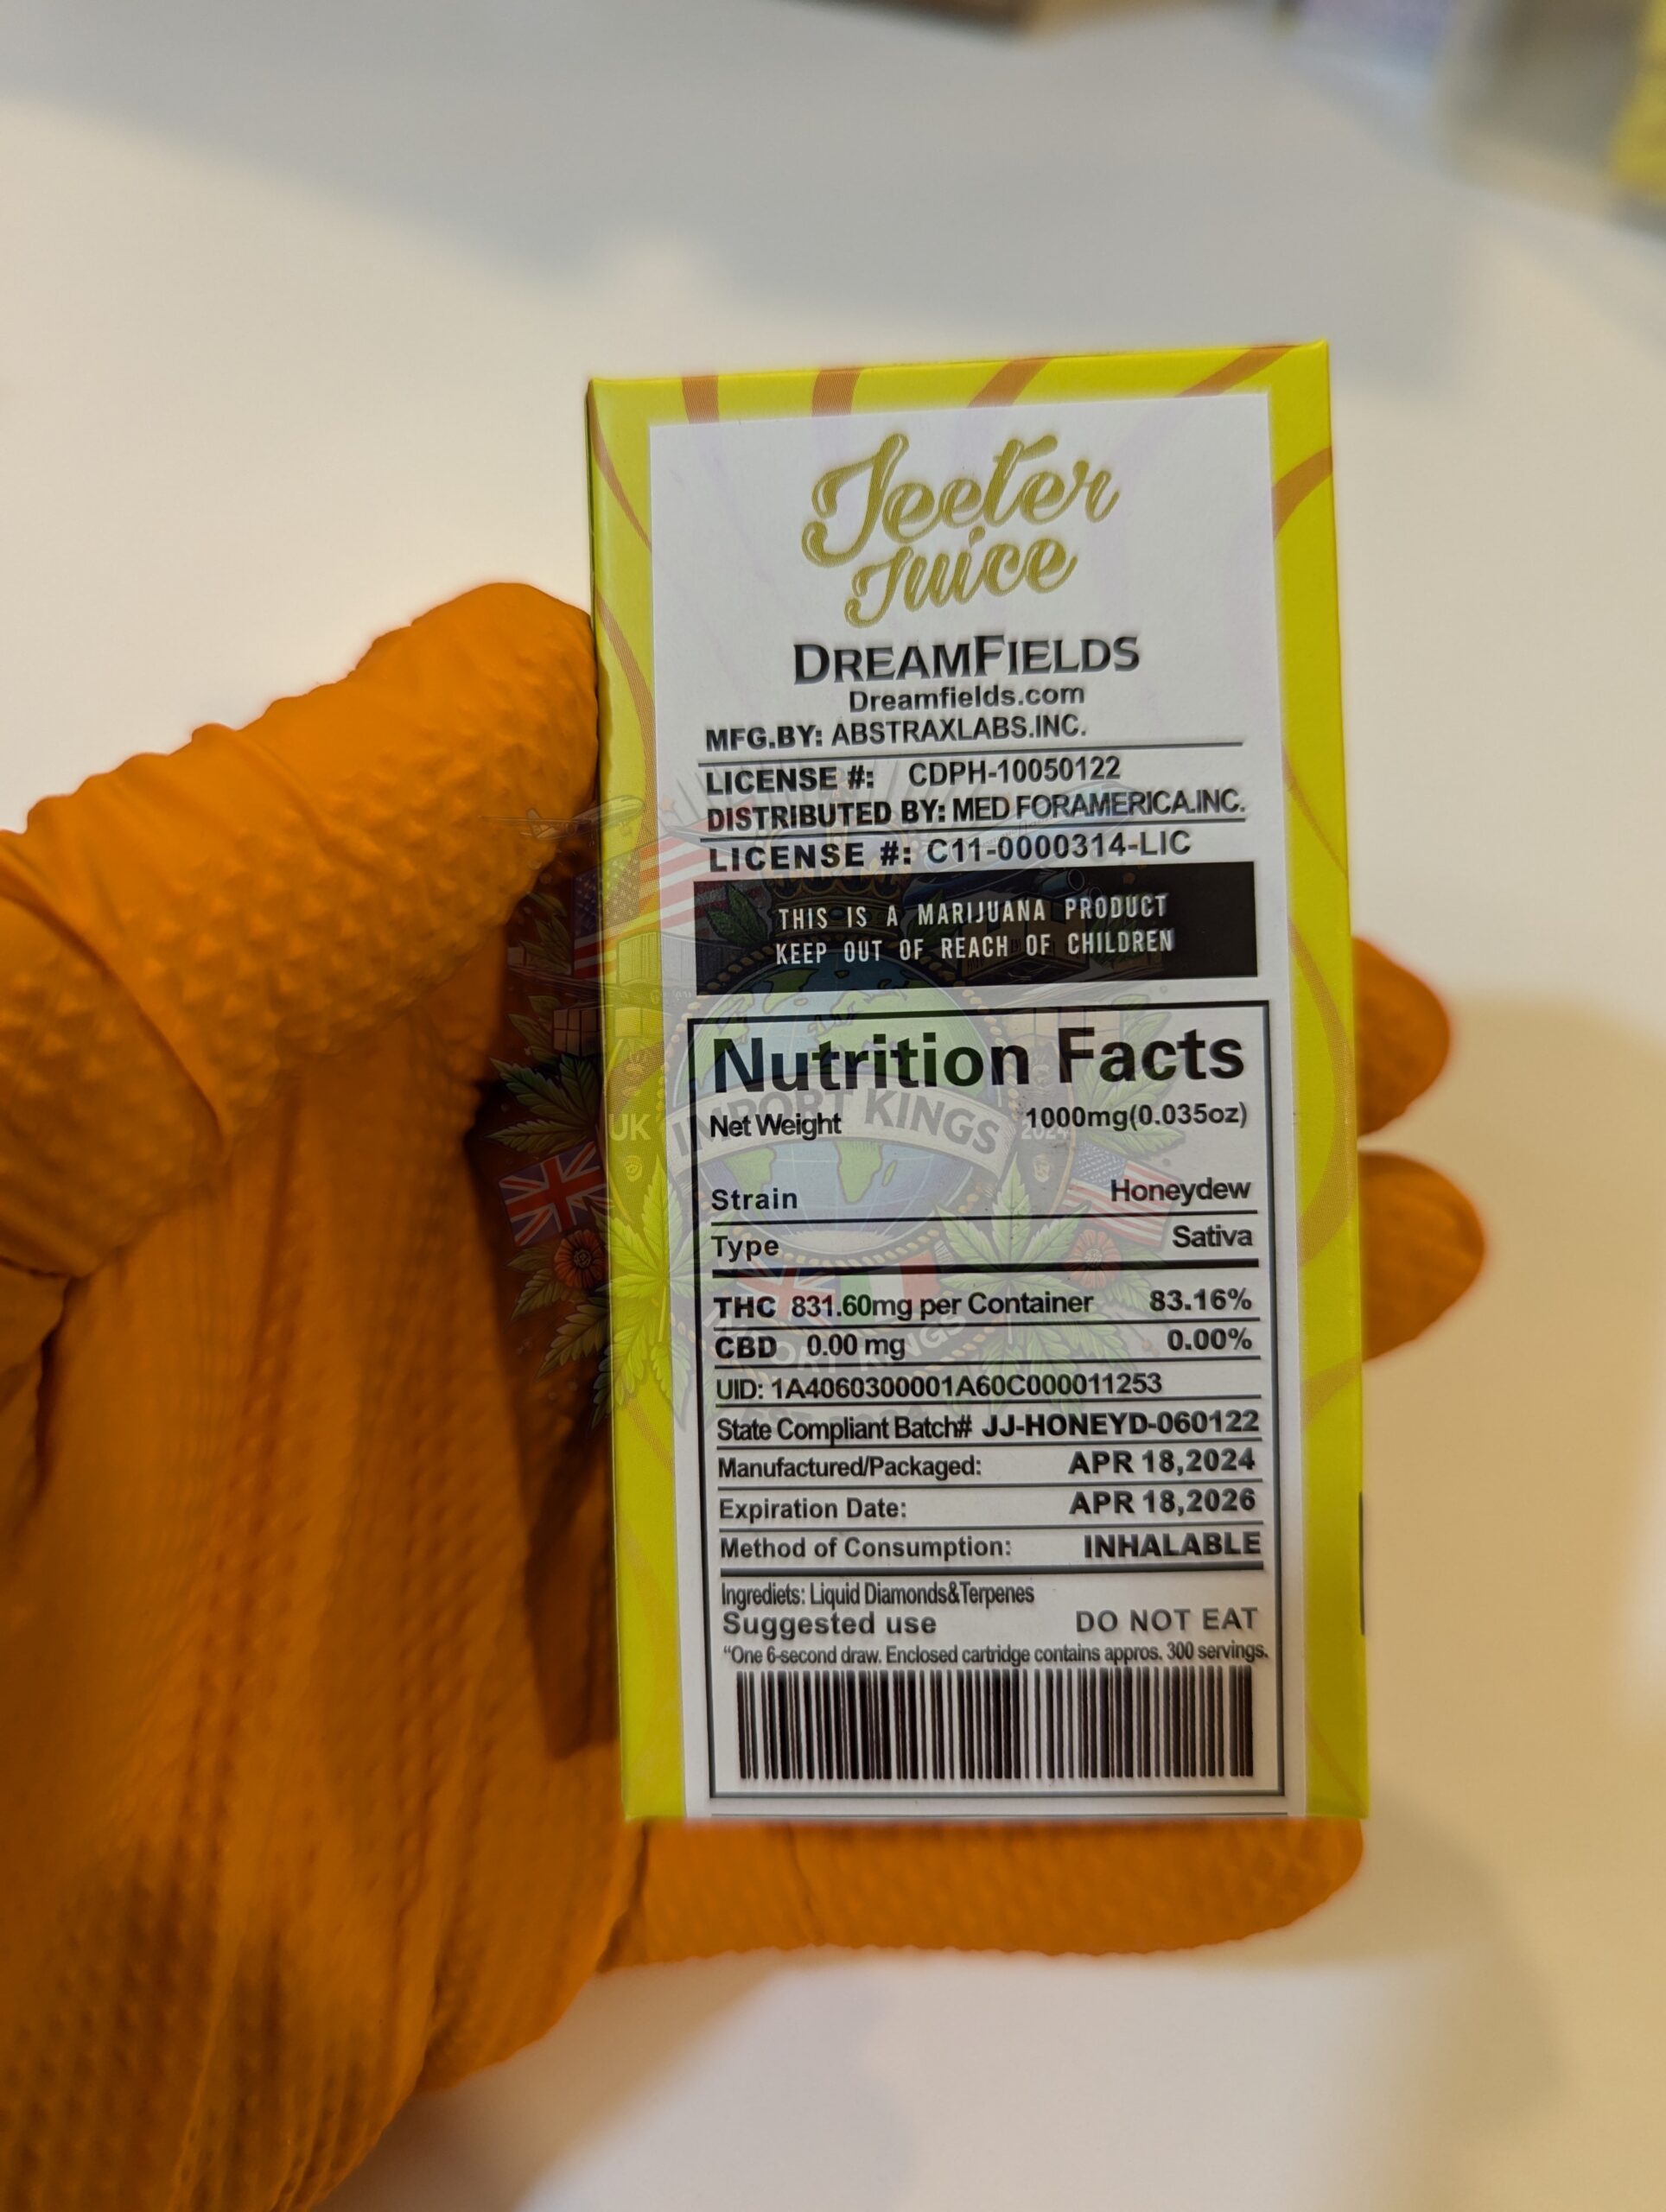 Jeeter
Juice
DREAMFIELDS
Dreamfields.com
MFG.BY: ABSTRAXLABS.INC.
LICENSE #: CDPH-10050122
DISTRIBUTED BY: MED FORAMERICA.INC.
LICENSE #: C11-0000314-LIC
THIS IS A MARIJUANA PRODUCT
KEEP OUT OF REACH OF CHILDREN
Nutrition Facts
Net Weight 1000mg(0.035oz)
UK IMPORT KINGS 2024
Strain Honeydew
Type Sativa
THC 831.60mg per Container 83.16%
CBD 0.00 mg 0.00%
UID: 1A4060300001A60C000011253
State Compliant Batch# JJ-HONEYD-060122
Manufactured/Packaged: APR 18,2024
Expiration Date: APR 18,2026
Method of Consumption: INHALABLE
Ingrediets: Liquid Diamonds&Terpenes
Suggested use DO NOT EAT
“One 6-second draw. Enclosed cartridge contains appros. 300 servings.